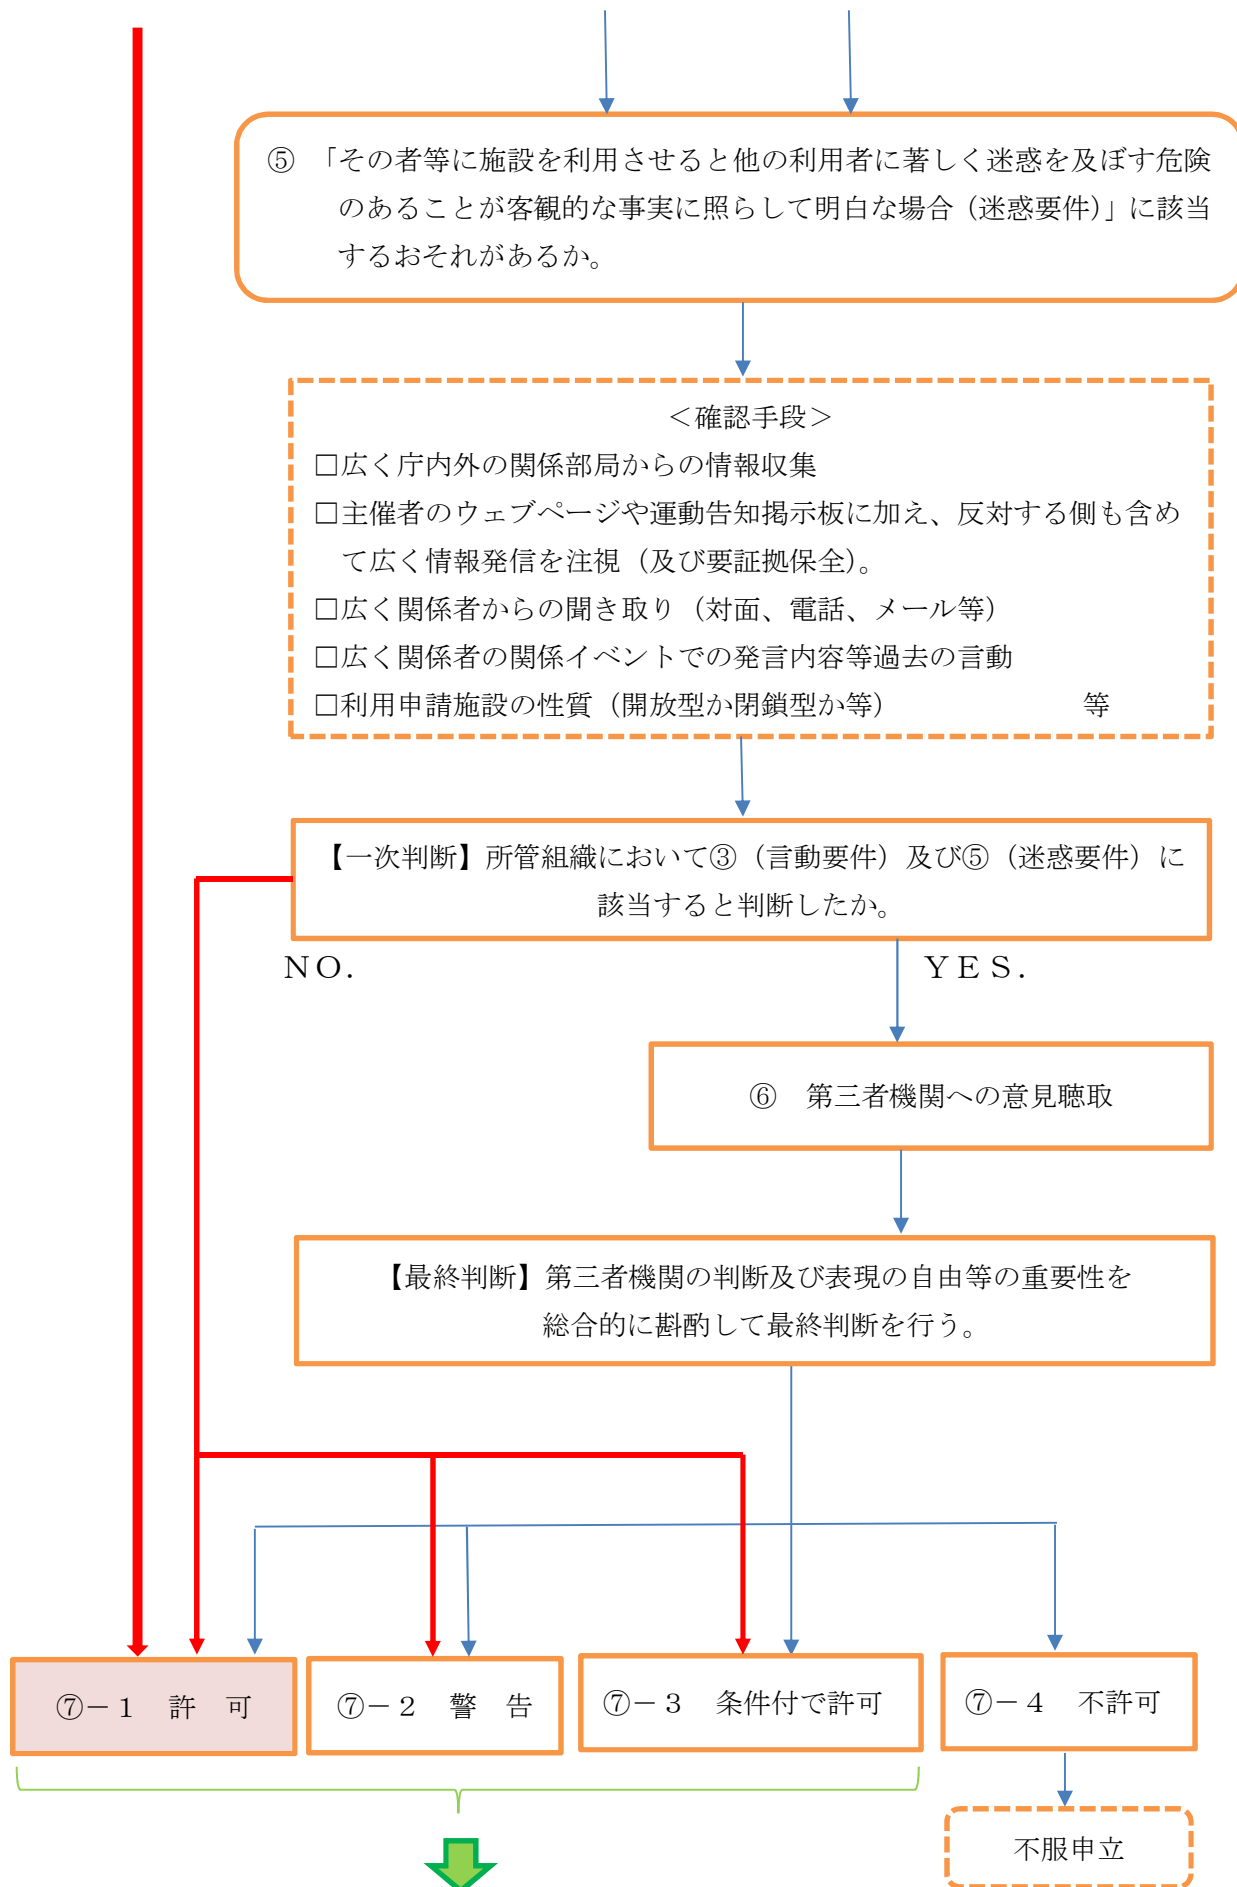 ⑤ 「その者等に施設を利用させると他の利用者に著しく迷惑を及ぼす危険
のあることが客観的な事実に照らして明白な場合（迷惑要件）」に該当
するおそれがあるか。
＜確認手段＞
□広く庁内外の関係部局からの情報収集
□主催者のウェブページや運動告知掲示板に加え、反対する側も含め
て広く情報発信を注視（及び要証拠保全）。
□広く関係者からの聞き取り（対面、電話、メール等）
□広く関係者の関係イベントでの発言内容等過去の言動
□利用申請施設の性質（開放型か閉鎖型か等）　　　　　　　　等
【一次判断】所管組織において③（言動要件）及び⑤（迷惑要件）に
該当すると判断したか。
ＮＯ.　　　　ＹＥＳ.
⑥　第三者機関への意見聴取
【最終判断】第三者機関の判断及び表現の自由等の重要性を
総合的に斟酌して最終判断を行う。
⑦－１　許　可
⑦－２　警　告
⑦－３　条件付で許可
⑦－４　不許可
不服申立